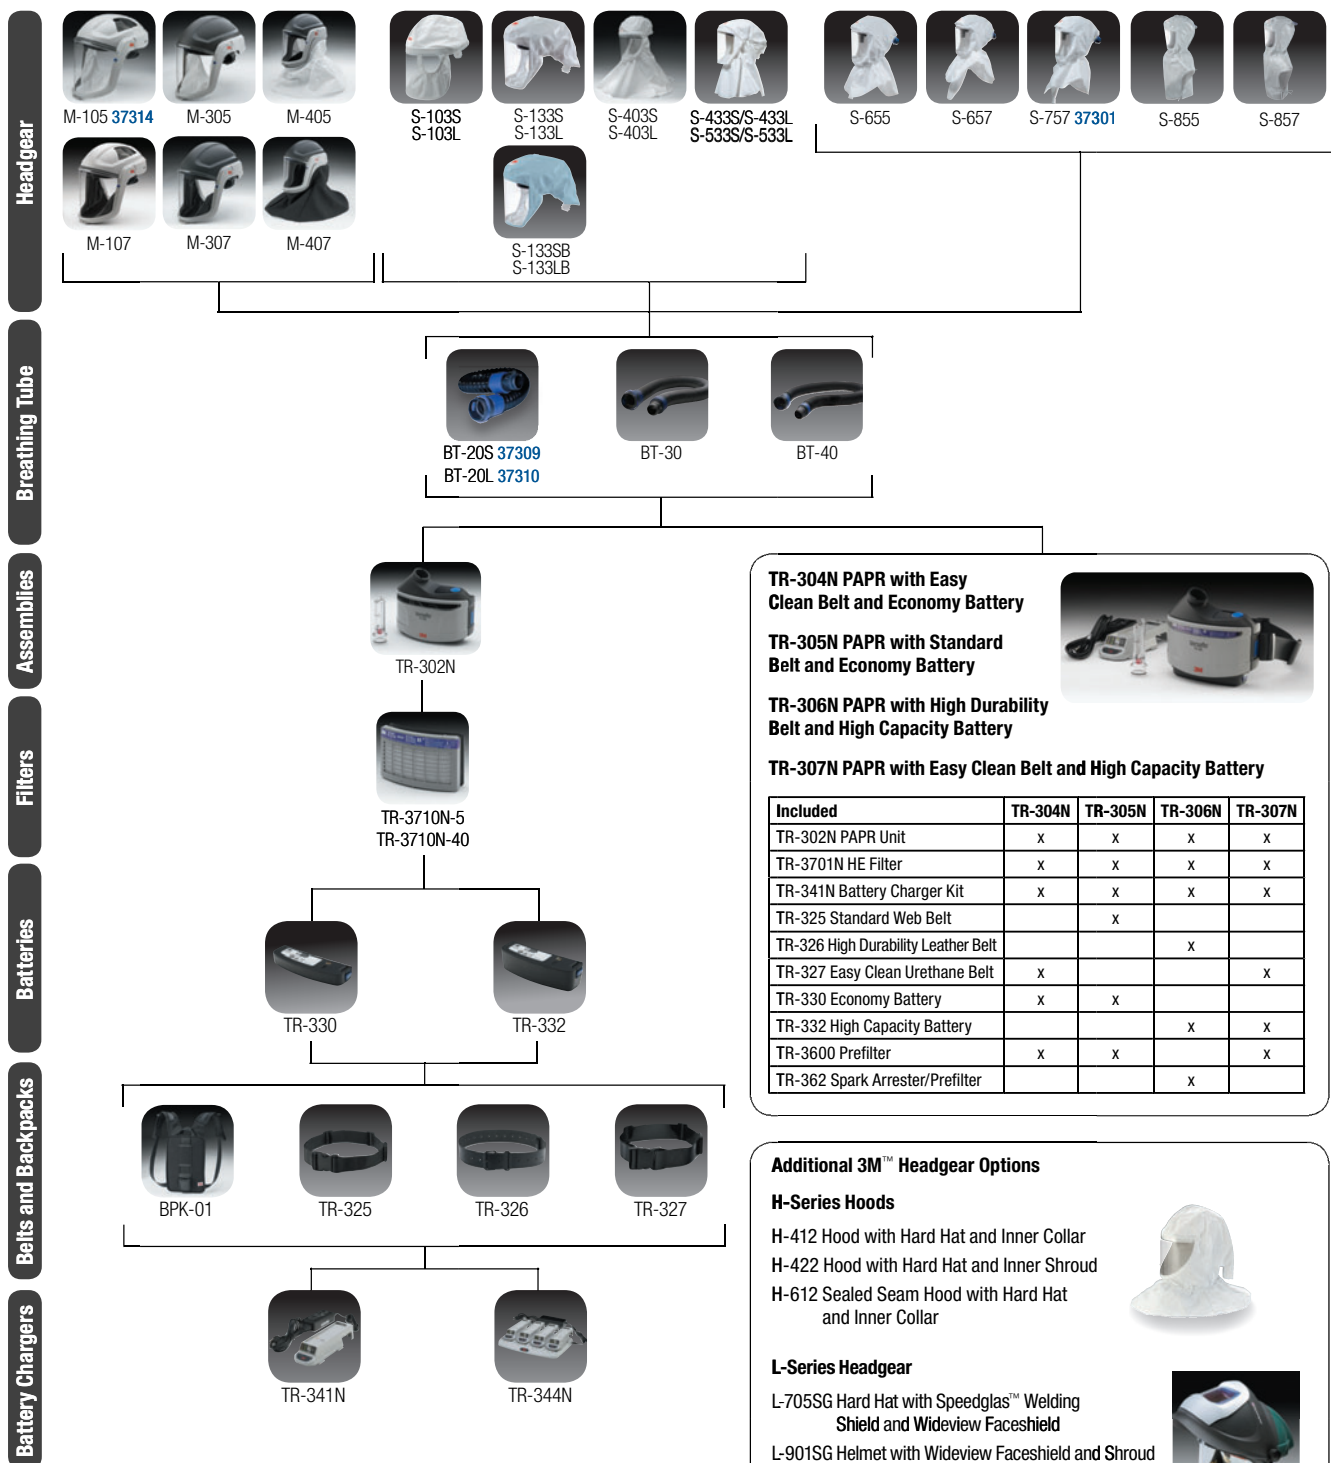 Headgear
M-105 37314
M-305
M-405
S-103S
S-103L
S-133S
S-133L
S-403S
S-403L
S-433S/S-433L
S-533S/S-533L
S-655
S-657
S-757 37301
S-855
S-857
M-107
M-307
M-407
S-133SB
S-133LB
Breathing Tube
BT-20S 37309
BT-20L 37310
BT-30
BT-40
Assemblies
TR-302N
TR-304N PAPR with Easy
Clean Belt and Economy Battery
TR-305N PAPR with Standard
Belt and Economy Battery
TR-306N PAPR with High Durability
Belt and High Capacity Battery
TR-307N PAPR with Easy Clean Belt and High Capacity Battery
Included TR-304N TR-305N TR-306N TR-307N
TR-302N PAPR Unit x x x x
TR-3701N HE Filter x x x x
TR-341N Battery Charger Kit x x x x
TR-325 Standard Web Belt x
TR-326 High Durability Leather Belt x
TR-327 Easy Clean Urethane Belt x x
TR-330 Economy Battery x x
TR-332 High Capacity Battery x x
TR-3600 Prefilter x x x
TR-362 Spark Arrester/Prefilter x
Filters
TR-3710N-5
TR-3710N-40
Batteries
TR-330
TR-332
Belts and Backpacks
BPK-01
TR-325
TR-326
TR-327
Battery Chargers
TR-341N
TR-344N
Additional 3M™ Headgear Options
H-Series Hoods
H-412 Hood with Hard Hat and Inner Collar
H-422 Hood with Hard Hat and Inner Shroud
H-612 Sealed Seam Hood with Hard Hat
and Inner Collar
L-Series Headgear
L-705SG Hard Hat with Speedglas™ Welding
Shield and Wideview Faceshield
L-901SG Helmet with Wideview Faceshield and Shroud